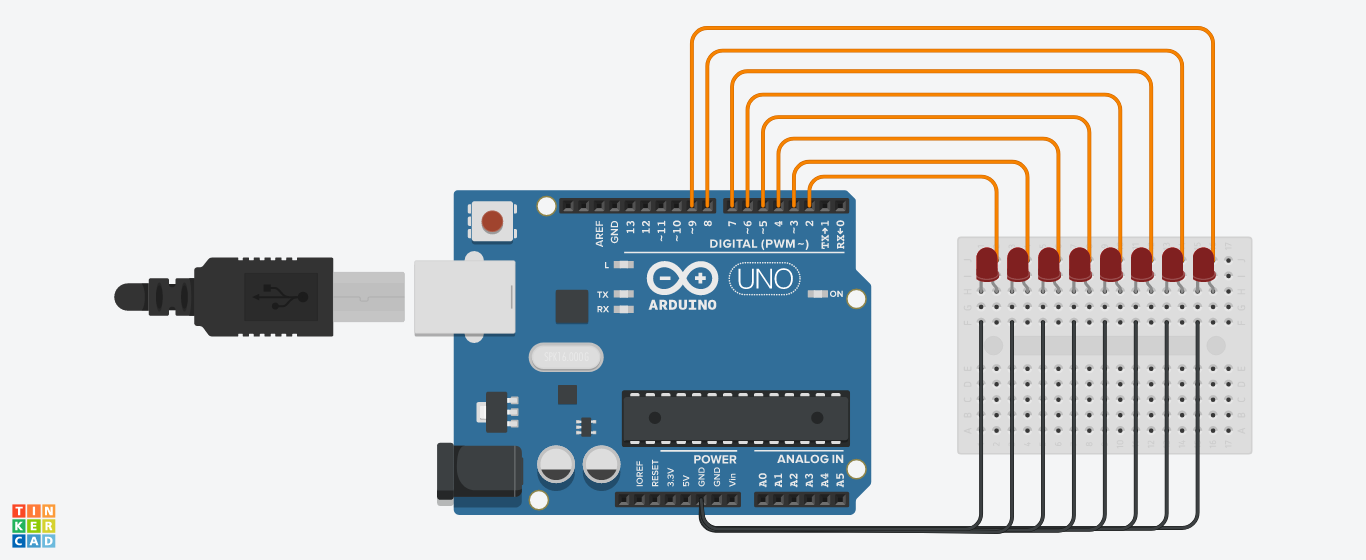 AREF
GND
13
12
~11
~10
~9
8
7
~6
~5
4
~3
2
TX→1
RX←0
DIGITAL (PWM~)
L
TX
RX
UNO
ARDUINO
ON
POWER
ANALOG IN
IOREF
RESET
3.3V
5V
GND
GND
Vin
A0
A1
A2
A3
A4
A5
TIN
KER
CAD